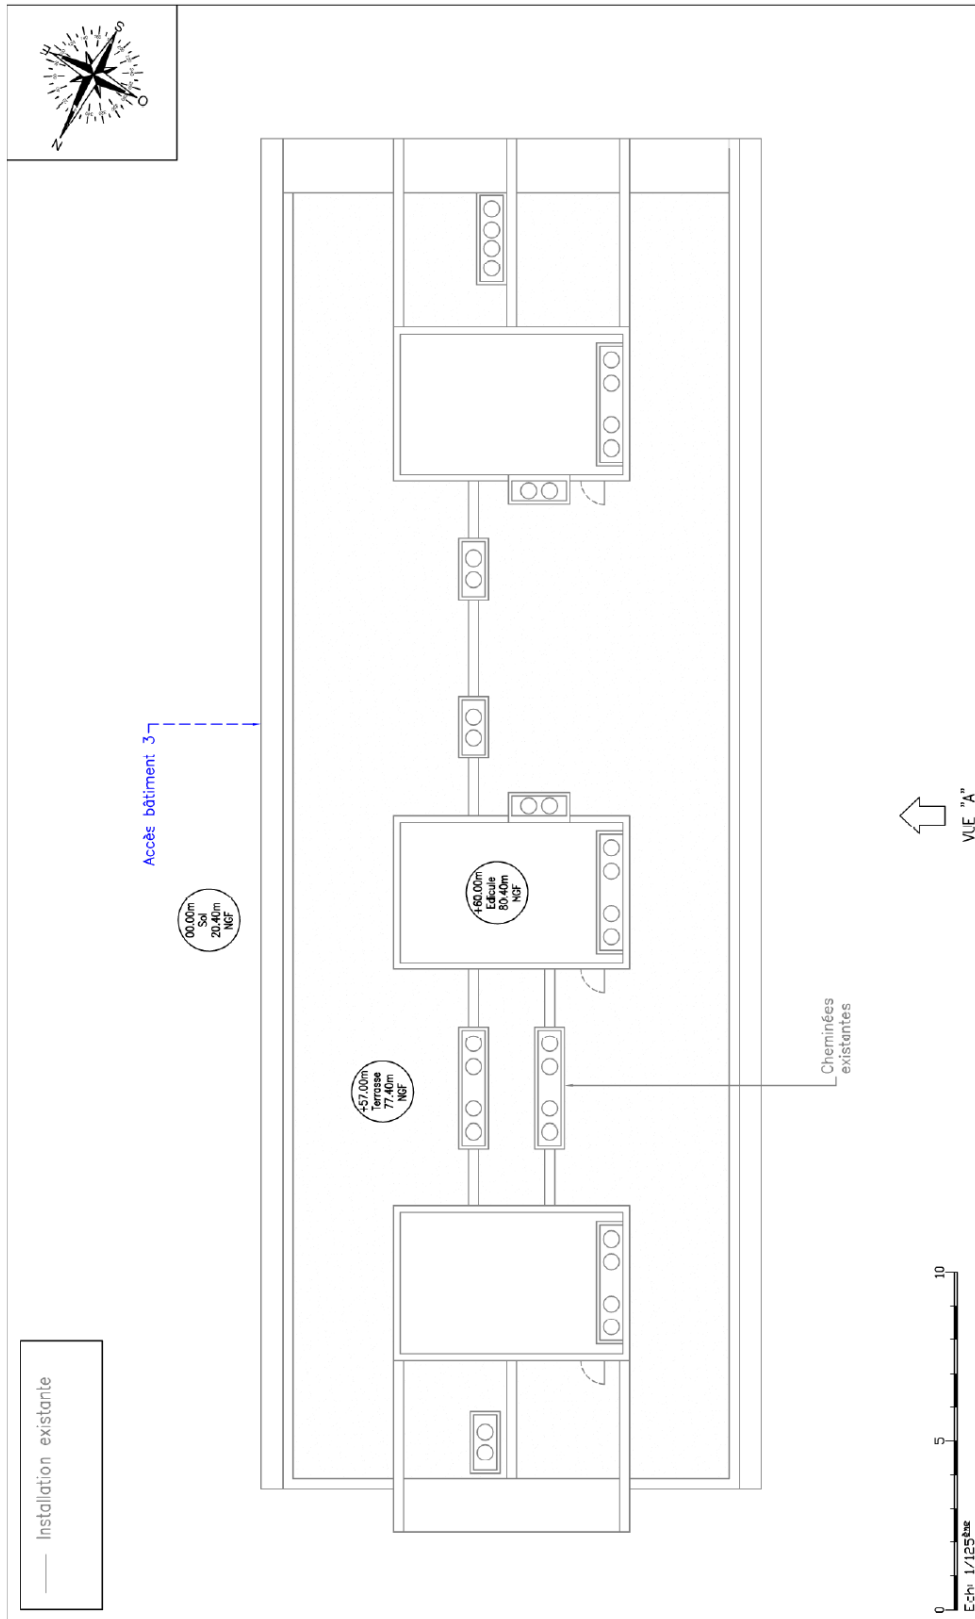 S
E
O
N
Accès bâtiment 3
00.00m
Sol
20.40m
NGF
+60.00m
Edicule
80.40m
NGF
+57.00m
Terrasse
77.40m
NGF
VUE "A"
Cheminées
existantes
Installation existante
0 5 10
Ech: 1/125ème